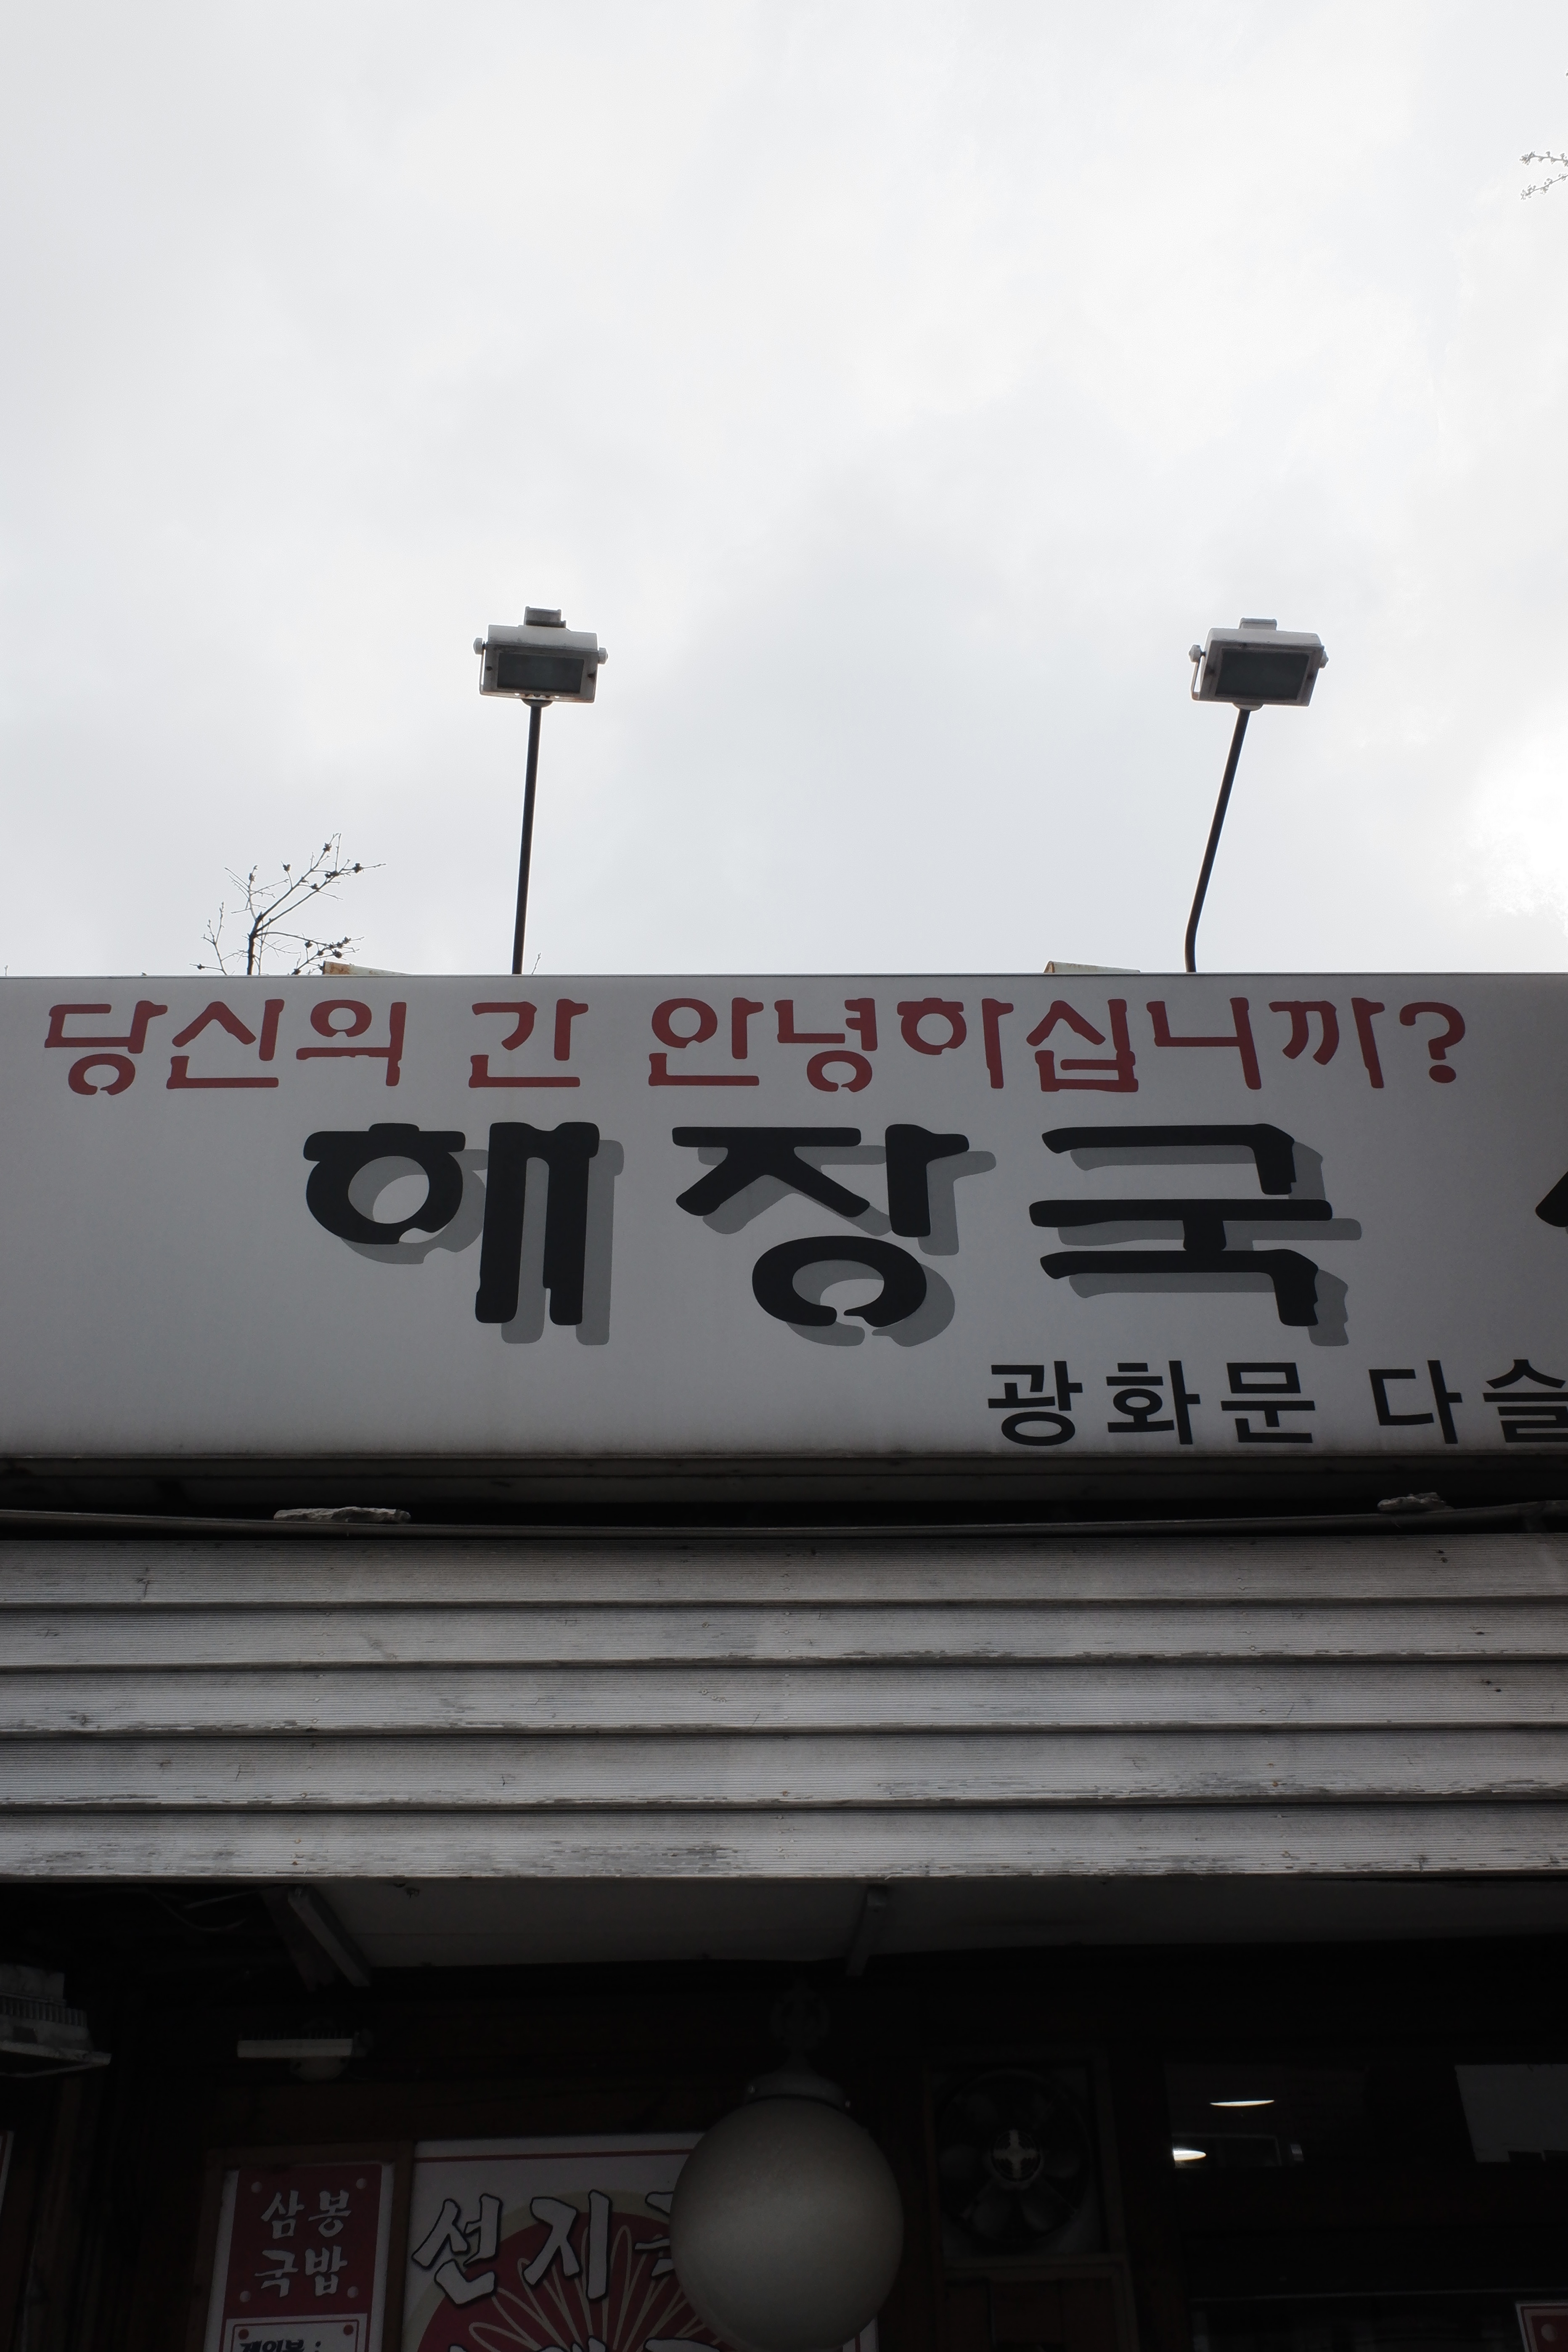 당신의 간 안녕하십니까?
해장국
광화문 다슬
삼봉
국밥
선지